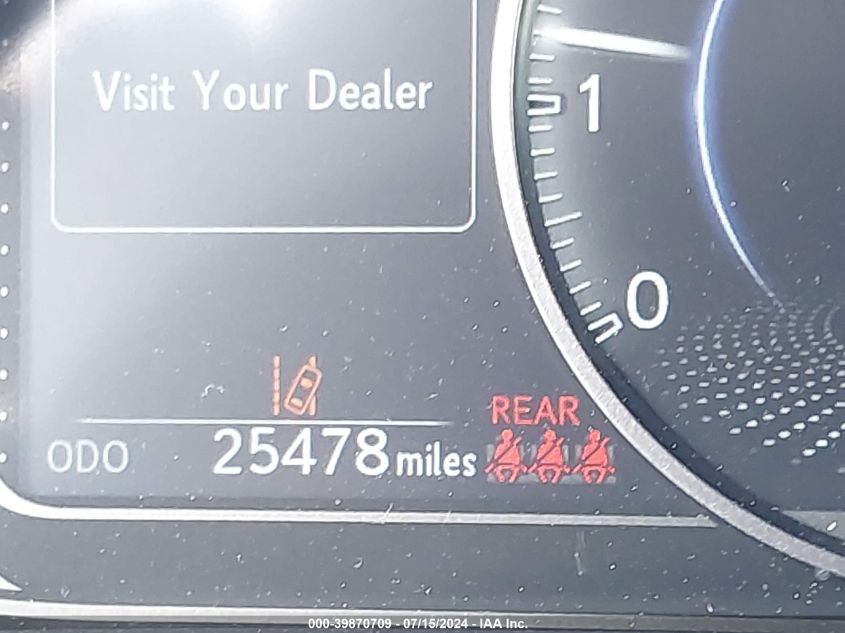 Visit Your Dealer
1
0
REAR
ODO 25478 miles
000-39870709 - 07/15/2024 - IAA Inc.